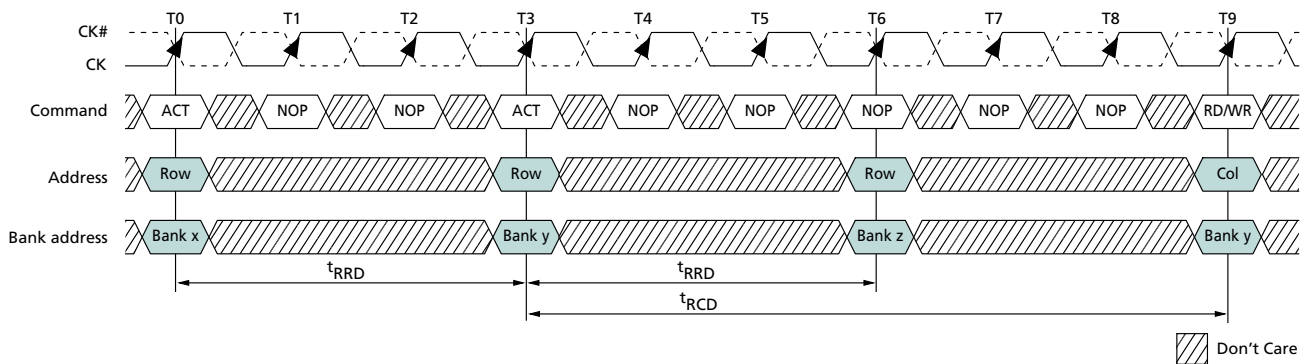 T0 T1 T2 T3 T4 T5 T6 T7 T8 T9
CK#
CK
Command ACT NOP NOP ACT NOP NOP NOP NOP NOP RD/WR
Address Row Row Row Col
Bank address Bank x Bank y Bank z Bank y
tRRD tRRD
tRCD
Don't Care